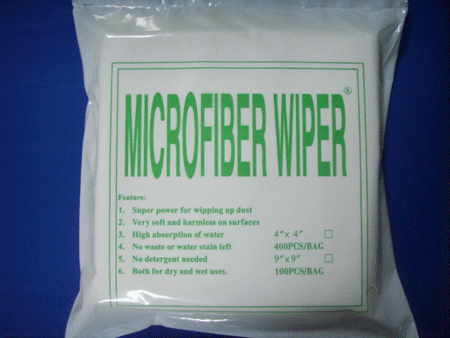 MICROFIBER WIPER®
Feature:
1. Super power for wipping up dust
2. Very soft and harmless on surfaces
3. High absorption of water 4″x 4″ □
4. No waste or water stain left 400PCS/BAG
5. No detergent needed 9″x 9″ □
6. Both for dry and wet uses. 100PCS/BAG